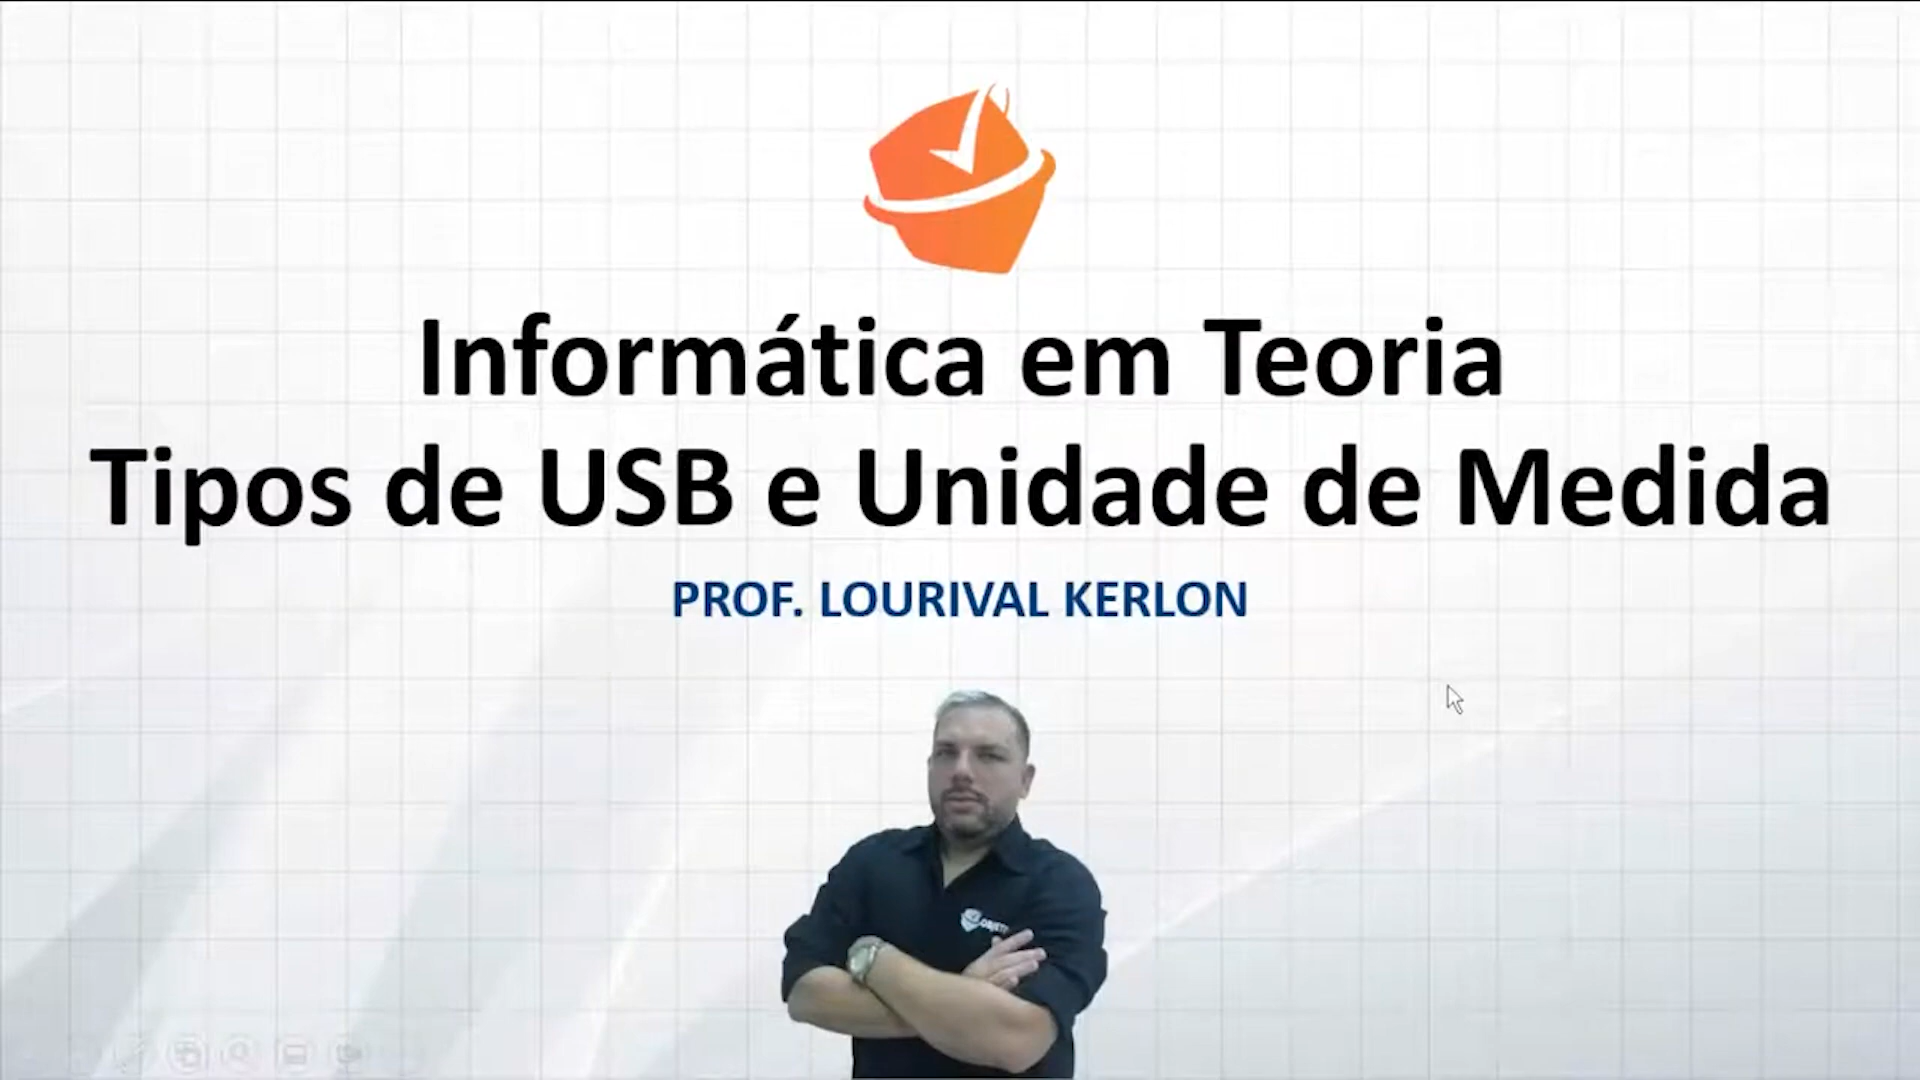 Informática em Teoria
Tipos de USB e Unidade de Medida
PROF. LOURIVAL KERLON